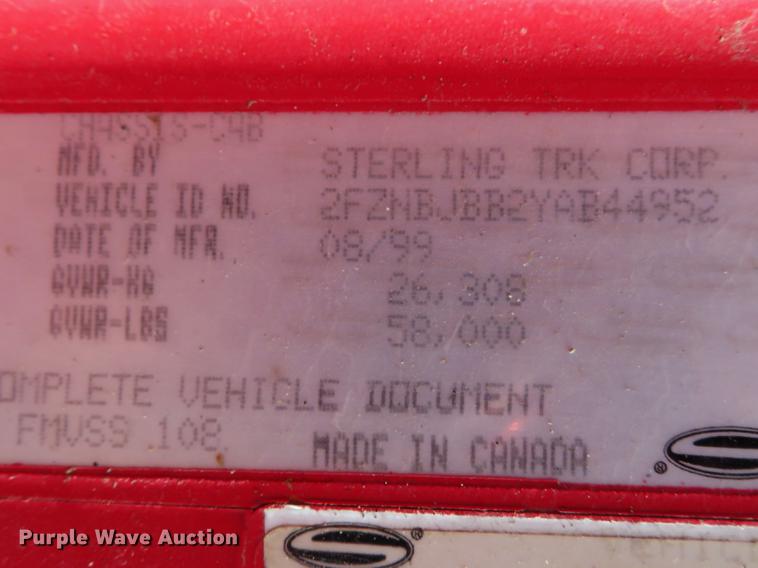 CHASSIS-CAB
MFD. BY STERLING TRK CORP.
VEHICLE ID NO. 2FZNBJBB2YAB44952
DATE OF MFR. 08/99
GVWR-KG 26,308
GVWR-LBS 58,000
OMPLETE VEHICLE DOCUMENT
FMVSS 108 MADE IN CANADA
®
®
Purple Wave Auction